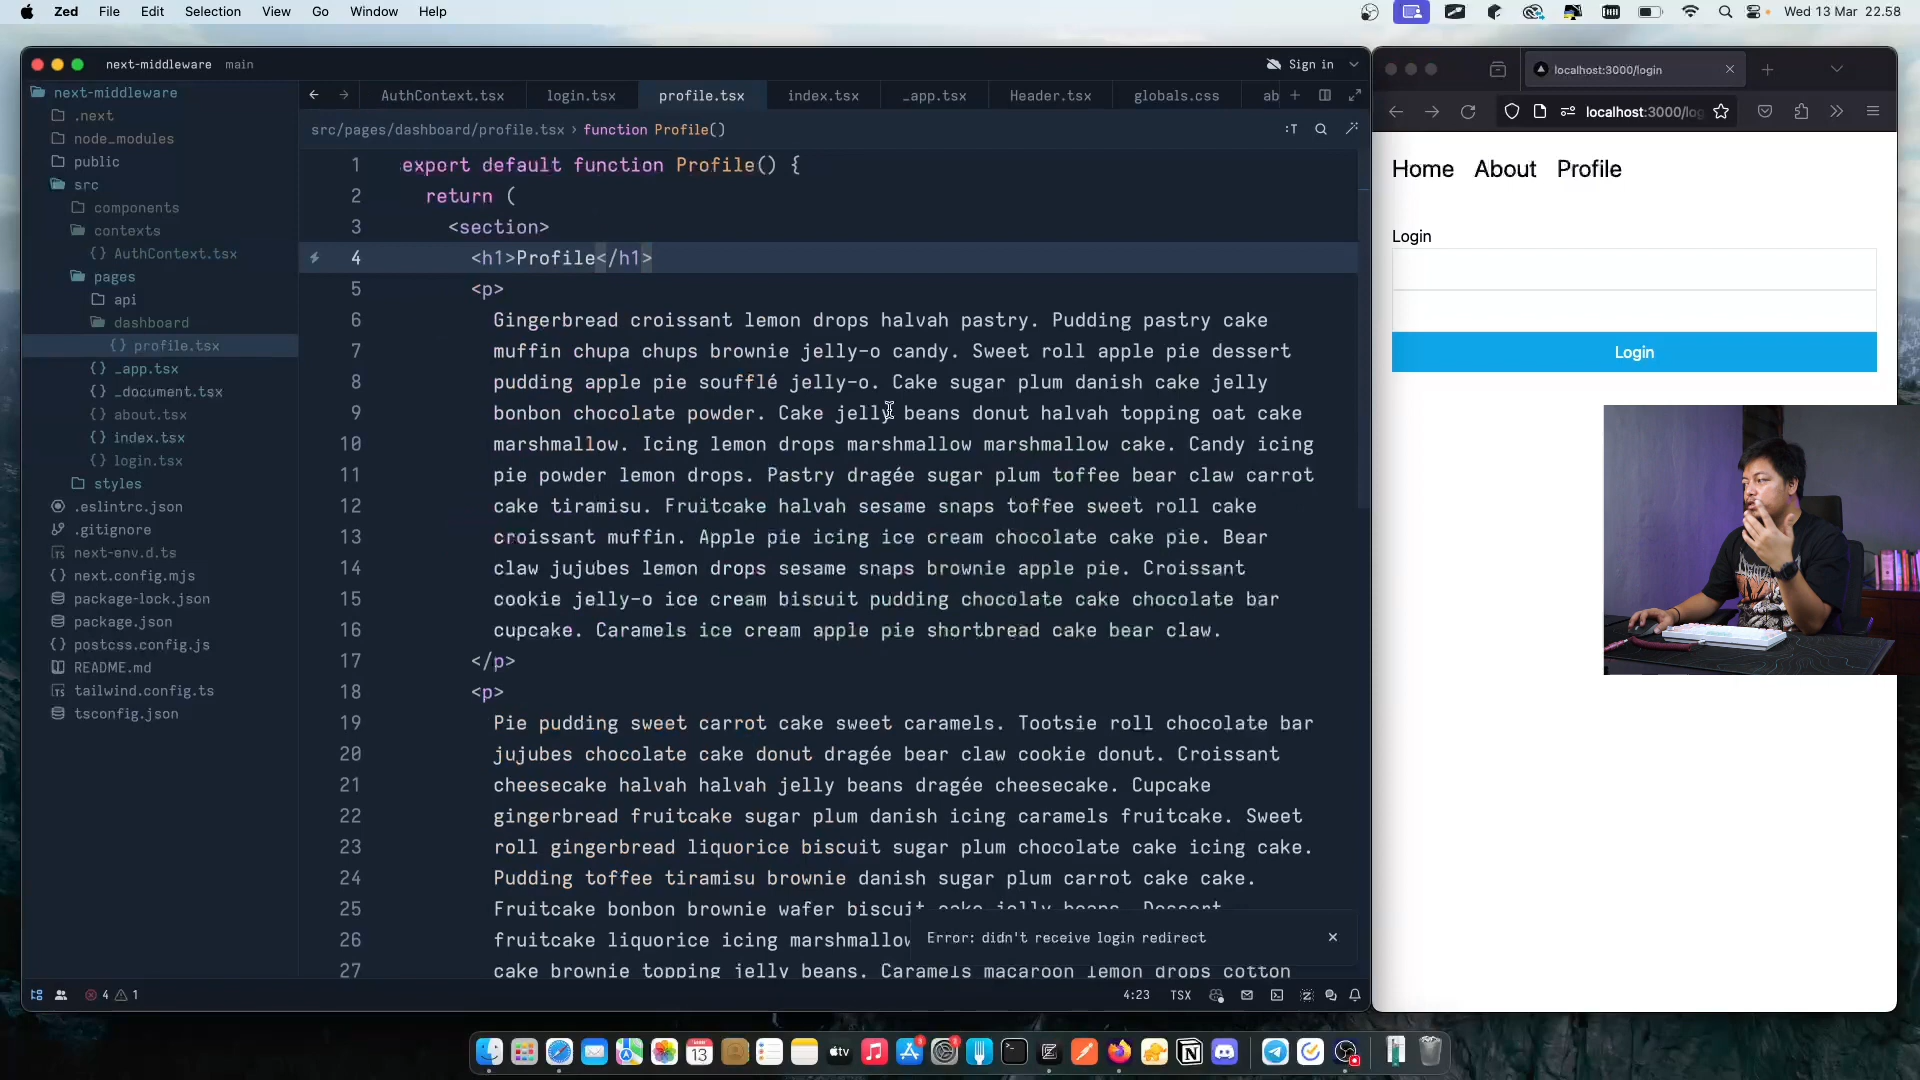 Zed File Edit Selection View Go Window Help
Wed 13 Mar 22.58
next-middleware main
Sign in
localhost:3000/login
next-middleware
.next
node_modules
public
src
components
contexts
AuthContext.tsx
pages
api
dashboard
profile.tsx
_app.tsx
_document.tsx
about.tsx
index.tsx
login.tsx
styles
.eslintrc.json
.gitignore
next-env.d.ts
next.config.mjs
package-lock.json
package.json
postcss.config.js
README.md
tailwind.config.ts
tsconfig.json
AuthContext.tsx login.tsx profile.tsx index.tsx _app.tsx Header.tsx globals.css ab
src/pages/dashboard/profile.tsx › function Profile()
1 export default function Profile() {
2 return (
3 <section>
4 <h1>Profile</h1>
5 <p>
6 Gingerbread croissant lemon drops halvah pastry. Pudding pastry cake
7 muffin chupa chups brownie jelly-o candy. Sweet roll apple pie dessert
8 pudding apple pie soufflé jelly-o. Cake sugar plum danish cake jelly
9 bonbon chocolate powder. Cake jelly beans donut halvah topping oat cake
10 marshmallow. Icing lemon drops marshmallow marshmallow cake. Candy icing
11 pie powder lemon drops. Pastry dragée sugar plum toffee bear claw carrot
12 cake tiramisu. Fruitcake halvah sesame snaps toffee sweet roll cake
13 croissant muffin. Apple pie icing ice cream chocolate cake pie. Bear
14 claw jujubes lemon drops sesame snaps brownie apple pie. Croissant
15 cookie jelly-o ice cream biscuit pudding chocolate cake chocolate bar
16 cupcake. Caramels ice cream apple pie shortbread cake bear claw.
17 </p>
18 <p>
19 Pie pudding sweet carrot cake sweet caramels. Tootsie roll chocolate bar
20 jujubes chocolate cake donut dragée bear claw cookie donut. Croissant
21 cheesecake halvah halvah jelly beans dragée cheesecake. Cupcake
22 gingerbread fruitcake sugar plum danish icing caramels fruitcake. Sweet
23 roll gingerbread liquorice biscuit sugar plum chocolate cake icing cake.
24 Pudding toffee tiramisu brownie danish sugar plum carrot cake cake.
25 Fruitcake bonbon brownie wafer biscuit cake jelly beans. Dessert
26 fruitcake liquorice icing marshmallow
27 cake brownie topping jelly beans. Caramels macaroon lemon drops cotton
Error: didn't receive login redirect
4 1
4:23 TSX
localhost:3000/log
Home About Profile
Login
Login
13